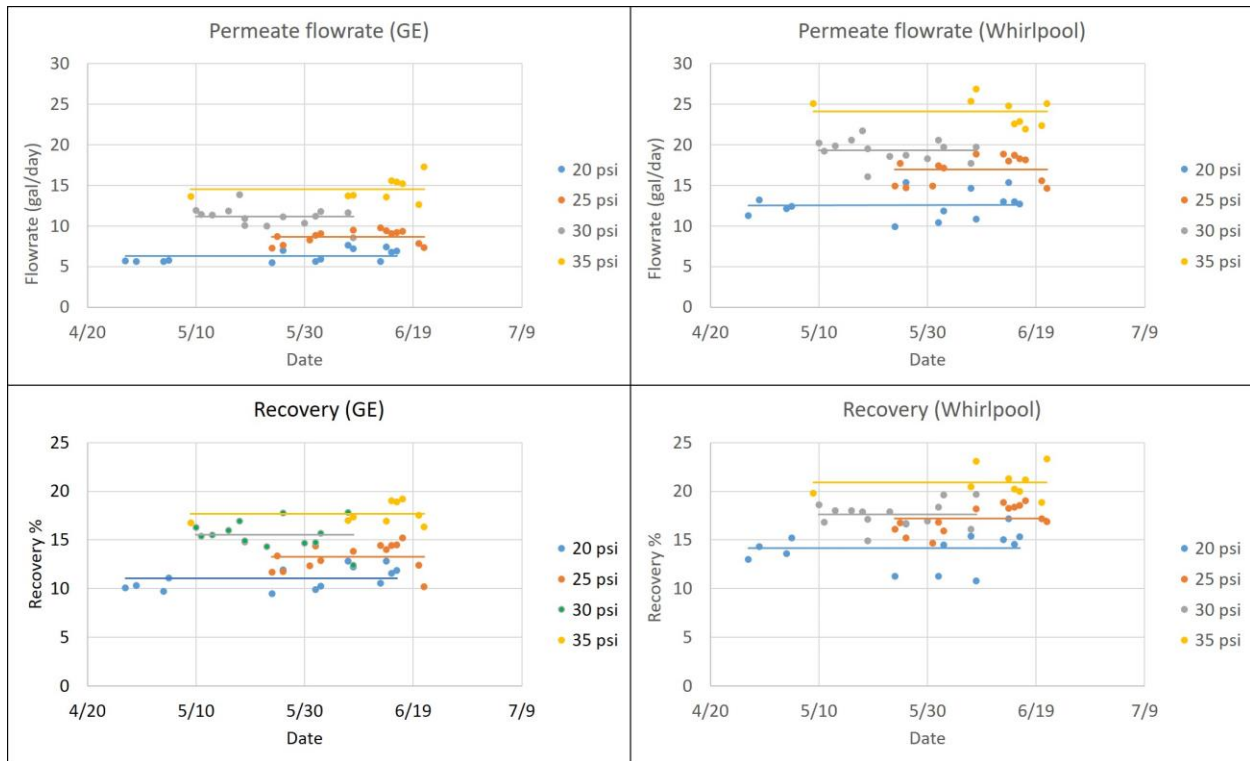 Permeate flowrate (GE)
30
25
20
15
10
5
0
Flowrate (gal/day)
4/20
5/10
5/30
6/19
7/9
Date
20 psi
25 psi
30 psi
35 psi
Permeate flowrate (Whirlpool)
30
25
20
15
10
5
0
Flowrate (gal/day)
4/20
5/10
5/30
6/19
7/9
Date
20 psi
25 psi
30 psi
35 psi
Recovery (GE)
25
20
15
10
5
0
Recovery %
4/20
5/10
5/30
6/19
7/9
Date
20 psi
25 psi
30 psi
35 psi
Recovery (Whirlpool)
25
20
15
10
5
0
Recovery %
4/20
5/10
5/30
6/19
7/9
Date
20 psi
25 psi
30 psi
35 psi